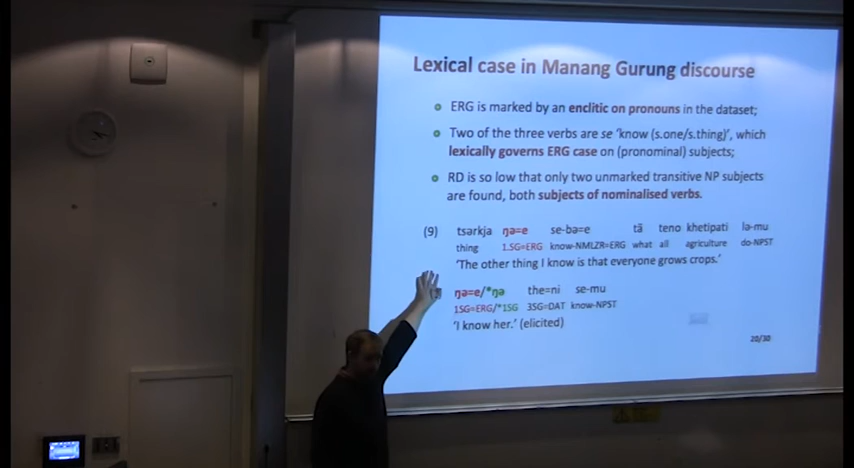 Lexical case in Manang Gurung discourse
ERG is marked by an enclitic on pronouns in the dataset;
Two of the three verbs are se 'know (s.one/s.thing)', which
lexically governs ERG case on (pronominal) subjects;
RD is so low that only two unmarked transitive NP subjects
are found, both subjects of nominalised verbs.
(9) tsərkja ŋə=e se-bə=e tā teno khetipati lə-mu
thing 1.SG=ERG know-NMLZR=ERG what all agriculture do-NPST
'The other thing I know is that everyone grows crops.'
ŋə=e/*ŋə the=ni se-mu
1SG=ERG/*1SG 3SG=DAT know-NPST
'I know her.' (elicited)
20/30